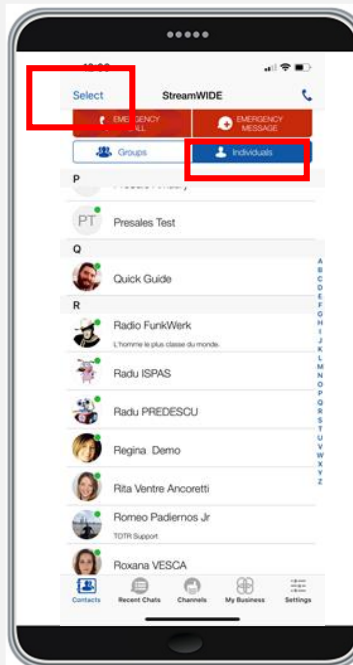 Select StreamWIDE
EMERGENCY MESSAGE
Groups Individuals
P
PT Presales Test
Q
Quick Guide
R
Radio FunkWerk
L'homme le plus classe du monde.
Radu ISPAS
Radu PREDESCU
Regina Demo
Rita Ventre Ancoretti
Romeo Padiernos Jr
TOTR Support
Roxana VESCA
A
B
C
D
E
F
G
H
I
J
K
L
M
N
O
P
Q
R
S
T
U
V
W
X
Y
Z
Contacts Recent Chats Channels My Business Settings